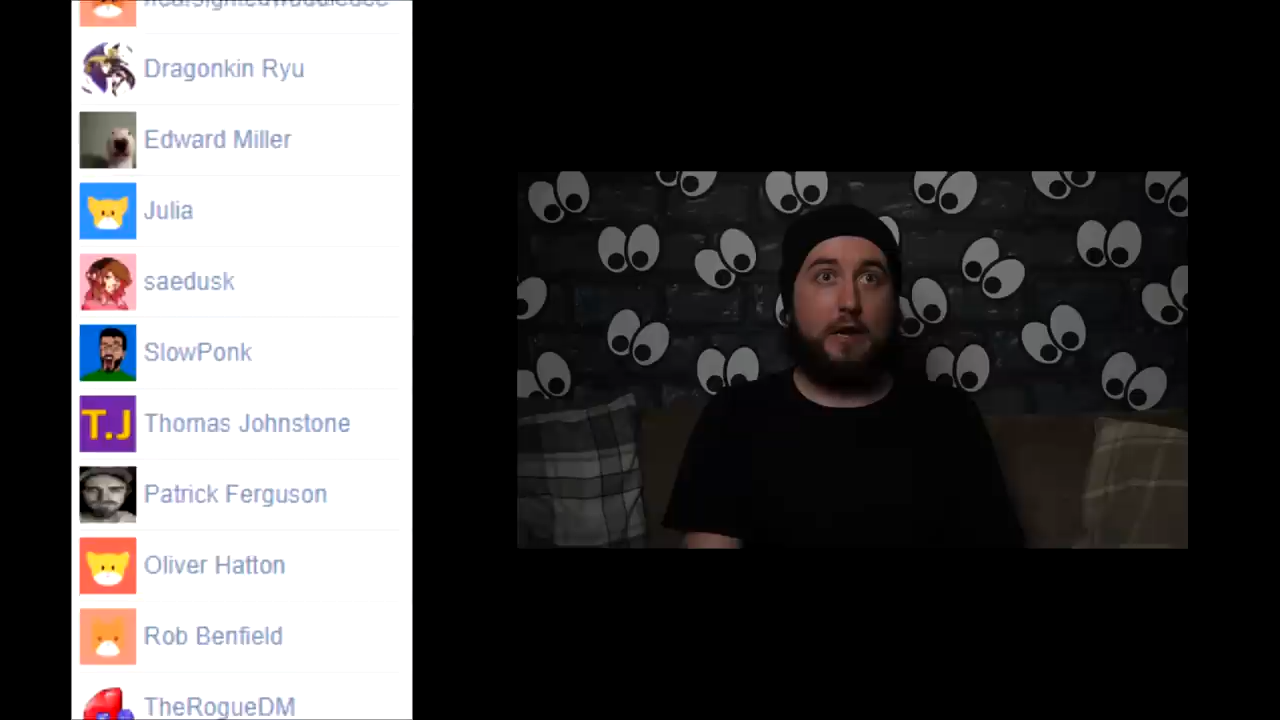 Dragonkin Ryu
Edward Miller
Julia
saedusk
SlowPonk
T.J
Thomas Johnstone
Patrick Ferguson
Oliver Hatton
Rob Benfield
TheRogueDM